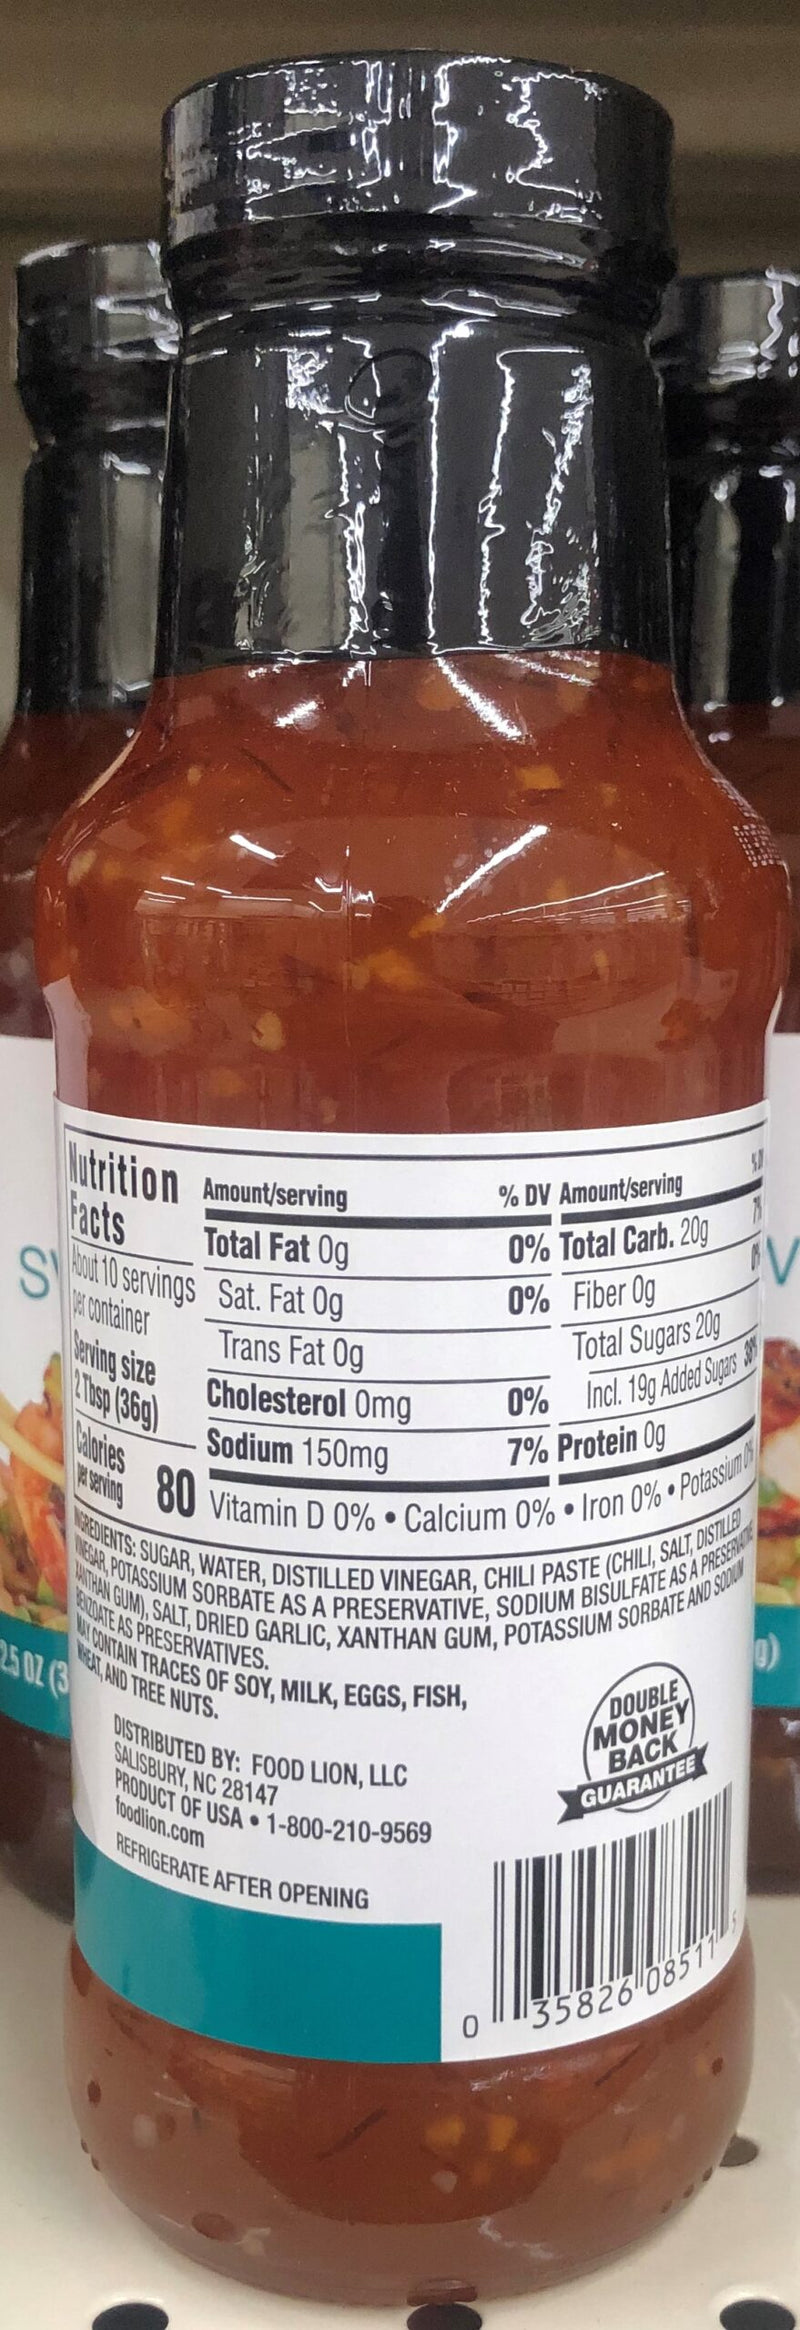 Nutrition
Facts
About 10 servings
per container
Serving size
2 Tbsp (36g)
Calories
per serving
80
Amount/serving % DV
Total Fat 0g 0%
Sat. Fat 0g 0%
Trans Fat 0g
Cholesterol 0mg 0%
Sodium 150mg 7%
Amount/serving % DV
Total Carb. 20g 7%
Fiber 0g 0%
Total Sugars 20g
Incl. 19g Added Sugars 38%
Protein 0g
Vitamin D 0% • Calcium 0% • Iron 0% • Potassium 0%
INGREDIENTS: SUGAR, WATER, DISTILLED VINEGAR, CHILI PASTE (CHILI, SALT, DISTILLED
VINEGAR, POTASSIUM SORBATE AS A PRESERVATIVE, SODIUM BISULFATE AS A PRESERVATIVE,
XANTHAN GUM), SALT, DRIED GARLIC, XANTHAN GUM, POTASSIUM SORBATE AND SODIUM
BENZOATE AS PRESERVATIVES.
MAY CONTAIN TRACES OF SOY, MILK, EGGS, FISH,
WHEAT, AND TREE NUTS.
DISTRIBUTED BY: FOOD LION, LLC
SALISBURY, NC 28147
PRODUCT OF USA • 1-800-210-9569
foodlion.com
REFRIGERATE AFTER OPENING
DOUBLE
MONEY
BACK
GUARANTEE
0 35826 08511 5